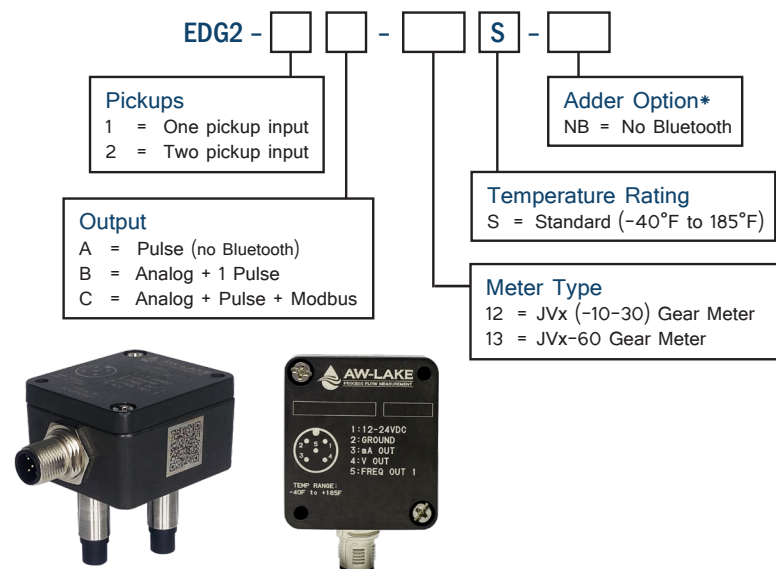 EDG2 - - S -
Pickups
1 = One pickup input
2 = Two pickup input
Adder Option*
NB = No Bluetooth
Output
A = Pulse (no Bluetooth)
B = Analog + 1 Pulse
C = Analog + Pulse + Modbus
Temperature Rating
S = Standard (-40°F to 185°F)
Meter Type
12 = JVx (-10-30) Gear Meter
13 = JVx-60 Gear Meter
AW-LAKE
PROCESS FLOW MEASUREMENT
1:12-24VDC
2:GROUND
3:mA OUT
4:V OUT
5:FREQ OUT 1
TEMP RANGE:
-40F to +185F